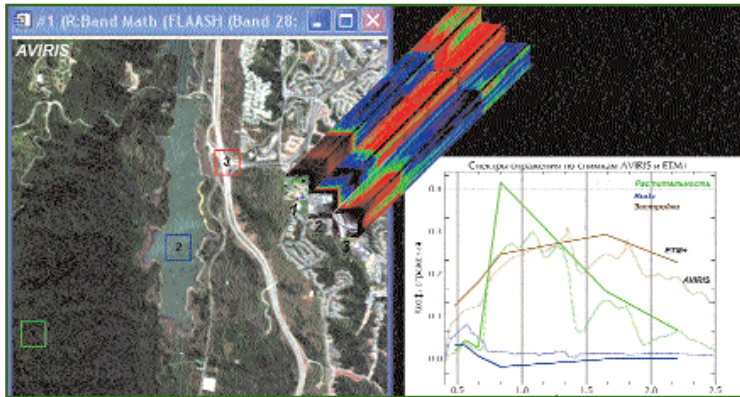 #1 (R:Band Math (FLAASH (Band 28:
AVIRIS
3
2
1
2
3
Спектры отражения по снимкам AVIRIS и ETM+
Растительность
Застройка
ETM+
AVIRIS
0.4
0.3
0.2
0.1
0.0
0.5
1.0
1.5
2.0
2.5